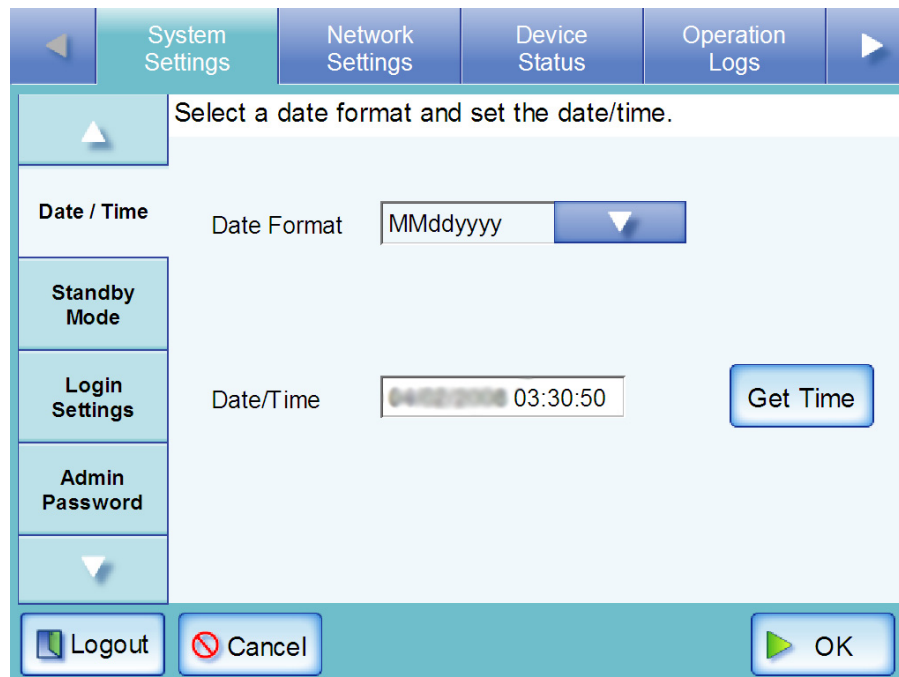 System Settings
Network Settings
Device Status
Operation Logs
Select a date format and set the date/time.
Date / Time
Date Format
MMddyyyy
Standby Mode
Login Settings
Date/Time
03:30:50
Get Time
Admin Password
Logout
Cancel
OK